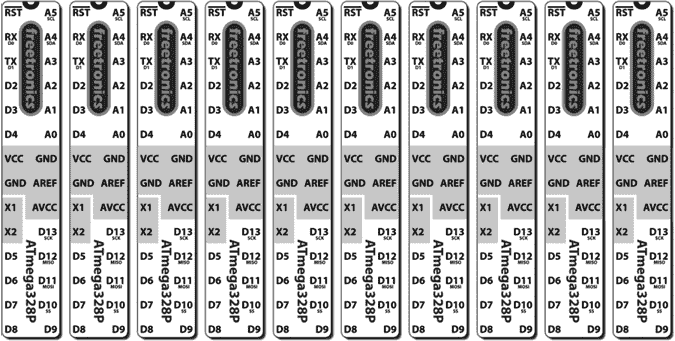 RST A5 RST A5 RST A5 RST A5 RST A5 RST A5 RST A5 RST A5 RST A5 RST A5
SCL SCL SCL SCL SCL SCL SCL SCL SCL SCL
RX A4 RX A4 RX A4 RX A4 RX A4 RX A4 RX A4 RX A4 RX A4 RX A4
D0 SDA D0 SDA D0 SDA D0 SDA D0 SDA D0 SDA D0 SDA D0 SDA D0 SDA D0 SDA
freetronics freetronics freetronics freetronics freetronics freetronics freetronics freetronics freetronics freetronics
TX A3 TX A3 TX A3 TX A3 TX A3 TX A3 TX A3 TX A3 TX A3 TX A3
D1 D1 D1 D1 D1 D1 D1 D1 D1 D1
D2 A2 D2 A2 D2 A2 D2 A2 D2 A2 D2 A2 D2 A2 D2 A2 D2 A2 D2 A2
D3 A1 D3 A1 D3 A1 D3 A1 D3 A1 D3 A1 D3 A1 D3 A1 D3 A1 D3 A1
D4 A0 D4 A0 D4 A0 D4 A0 D4 A0 D4 A0 D4 A0 D4 A0 D4 A0 D4 A0
VCC GND VCC GND VCC GND VCC GND VCC GND VCC GND VCC GND VCC GND VCC GND VCC GND
GND AREF GND AREF GND AREF GND AREF GND AREF GND AREF GND AREF GND AREF GND AREF GND AREF
X1 AVCC X1 AVCC X1 AVCC X1 AVCC X1 AVCC X1 AVCC X1 AVCC X1 AVCC X1 AVCC X1 AVCC
X2 D13 X2 D13 X2 D13 X2 D13 X2 D13 X2 D13 X2 D13 X2 D13 X2 D13 X2 D13
SCK SCK SCK SCK SCK SCK SCK SCK SCK SCK
ATmega328P ATmega328P ATmega328P ATmega328P ATmega328P ATmega328P ATmega328P ATmega328P ATmega328P ATmega328P
D5 D12 D5 D12 D5 D12 D5 D12 D5 D12 D5 D12 D5 D12 D5 D12 D5 D12 D5 D12
MISO MISO MISO MISO MISO MISO MISO MISO MISO MISO
D6 D11 D6 D11 D6 D11 D6 D11 D6 D11 D6 D11 D6 D11 D6 D11 D6 D11 D6 D11
MOSI MOSI MOSI MOSI MOSI MOSI MOSI MOSI MOSI MOSI
D7 D10 D7 D10 D7 D10 D7 D10 D7 D10 D7 D10 D7 D10 D7 D10 D7 D10 D7 D10
SS SS SS SS SS SS SS SS SS SS
D8 D9 D8 D9 D8 D9 D8 D9 D8 D9 D8 D9 D8 D9 D8 D9 D8 D9 D8 D9